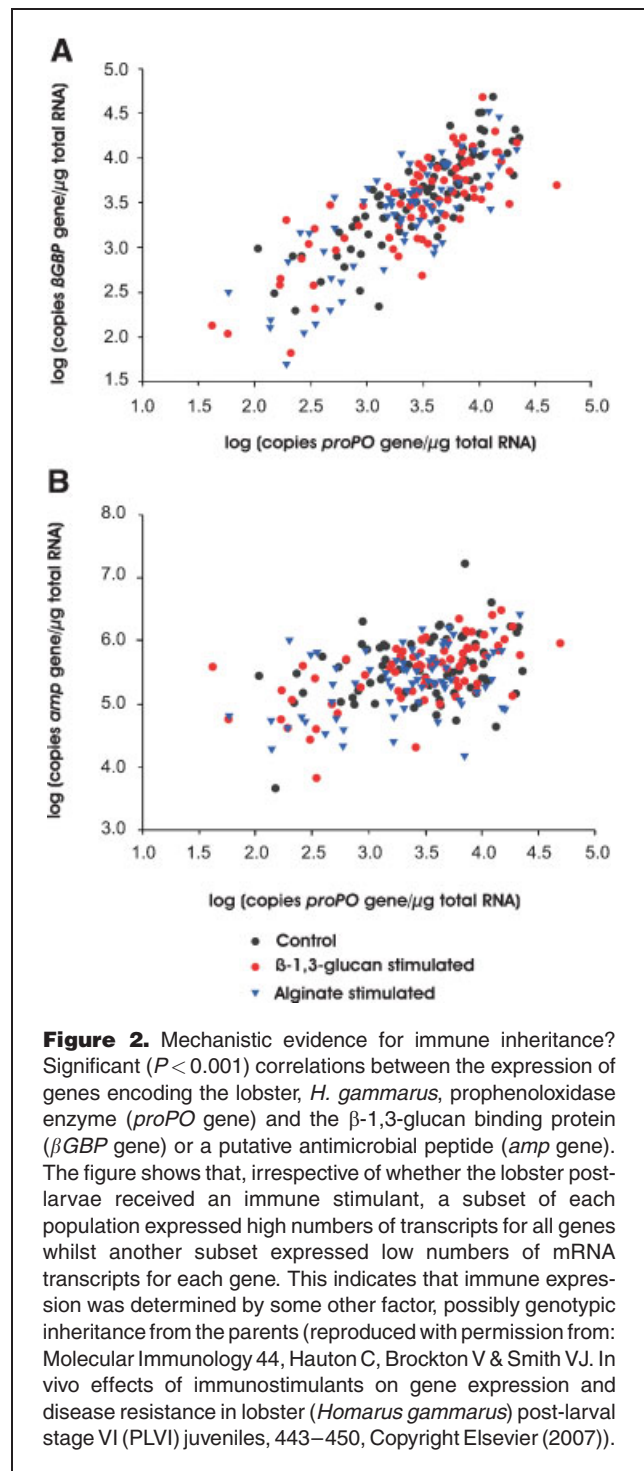 A
log (copies BGBP gene/µg total RNA)
5.0
4.5
4.0
3.5
3.0
2.5
2.0
1.5
1.0 1.5 2.0 2.5 3.0 3.5 4.0 4.5 5.0
log (copies proPO gene/µg total RNA)
B
log (copies amp gene/µg total RNA)
8.0
7.0
6.0
5.0
4.0
3.0
1.0 1.5 2.0 2.5 3.0 3.5 4.0 4.5 5.0
log (copies proPO gene/µg total RNA)
Control
ß-1,3-glucan stimulated
Alginate stimulated
Figure 2. Mechanistic evidence for immune inheritance?
Significant (P < 0.001) correlations between the expression of
genes encoding the lobster, H. gammarus, prophenoloxidase
enzyme (proPO gene) and the β-1,3-glucan binding protein
(βGBP gene) or a putative antimicrobial peptide (amp gene).
The figure shows that, irrespective of whether the lobster post-
larvae received an immune stimulant, a subset of each
population expressed high numbers of transcripts for all genes
whilst another subset expressed low numbers of mRNA
transcripts for each gene. This indicates that immune expres-
sion was determined by some other factor, possibly genotypic
inheritance from the parents (reproduced with permission from:
Molecular Immunology 44, Hauton C, Brockton V & Smith VJ. In
vivo effects of immunostimulants on gene expression and
disease resistance in lobster (Homarus gammarus) post-larval
stage VI (PLVI) juveniles, 443–450, Copyright Elsevier (2007)).